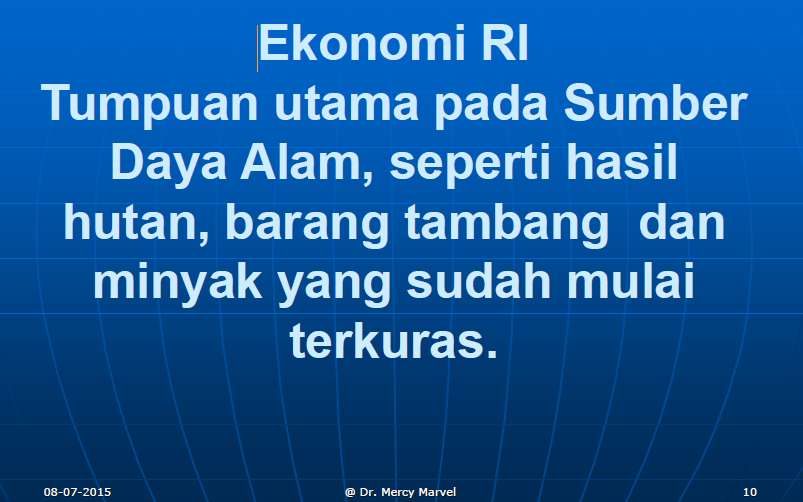 Ekonomi RI
Tumpuan utama pada Sumber
Daya Alam, seperti hasil
hutan, barang tambang  dan
minyak yang sudah mulai
terkuras.
08-07-2015
@ Dr. Mercy Marvel
10